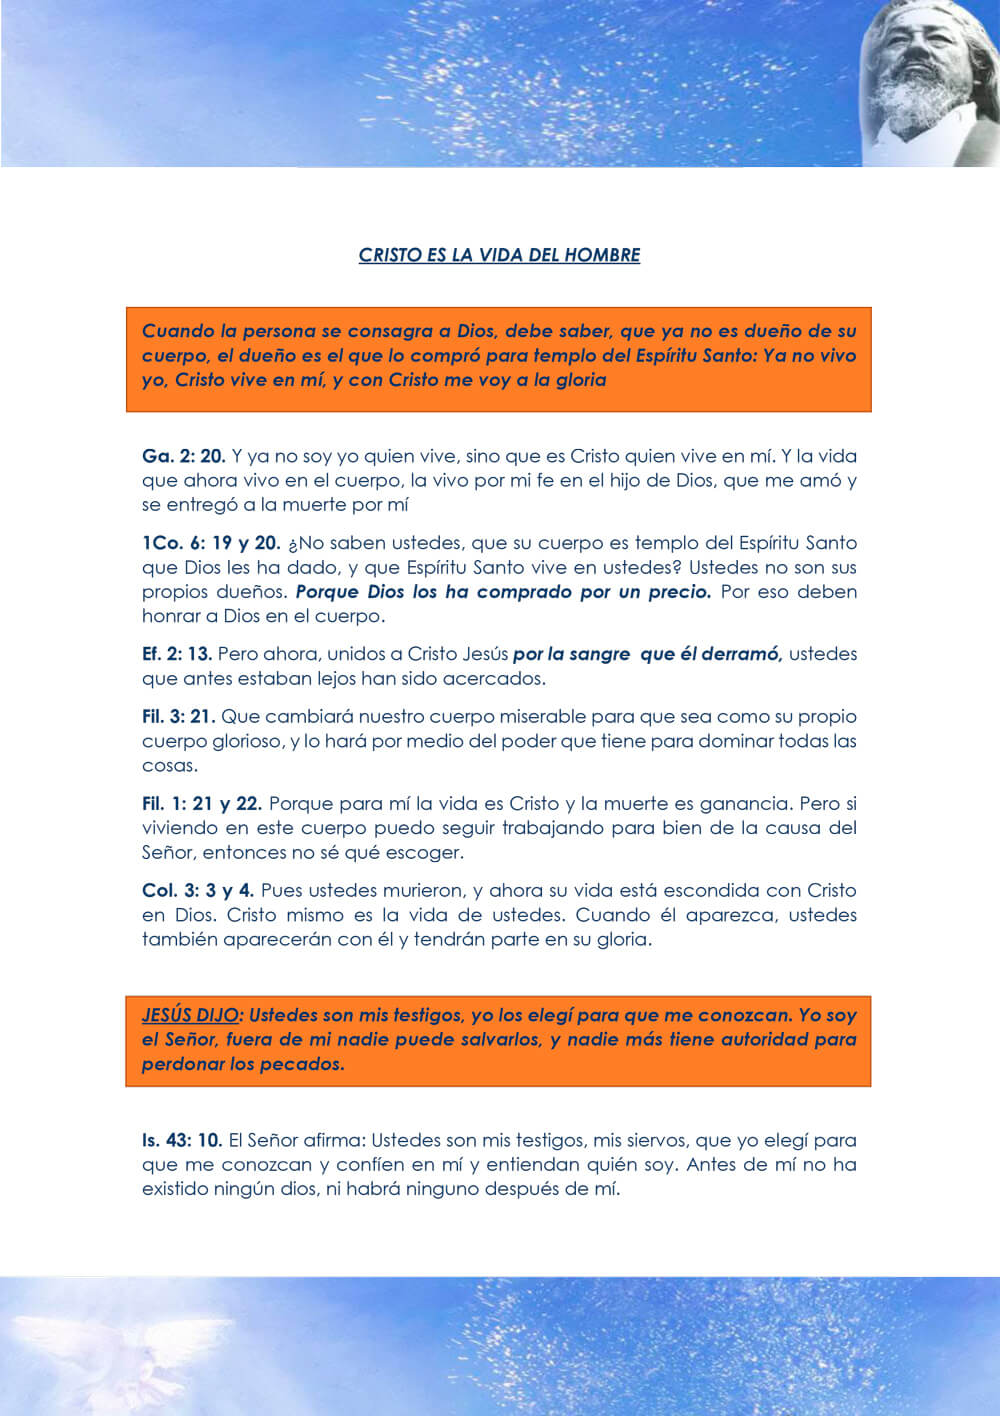 CRISTO ES LA VIDA DEL HOMBRE
Cuando la persona se consagra a Dios, debe saber, que ya no es dueño de su
cuerpo, el dueño es el que lo compró para templo del Espíritu Santo: Ya no vivo
yo, Cristo vive en mí, y con Cristo me voy a la gloria
Ga. 2: 20. Y ya no soy yo quien vive, sino que es Cristo quien vive en mí. Y la vida
que ahora vivo en el cuerpo, la vivo por mi fe en el hijo de Dios, que me amó y
se entregó a la muerte por mí
1Co. 6: 19 y 20. ¿No saben ustedes, que su cuerpo es templo del Espíritu Santo
que Dios les ha dado, y que Espíritu Santo vive en ustedes? Ustedes no son sus
propios dueños. Porque Dios los ha comprado por un precio. Por eso deben
honrar a Dios en el cuerpo.
Ef. 2: 13. Pero ahora, unidos a Cristo Jesús por la sangre  que él derramó, ustedes
que antes estaban lejos han sido acercados.
Fil. 3: 21. Que cambiará nuestro cuerpo miserable para que sea como su propio
cuerpo glorioso, y lo hará por medio del poder que tiene para dominar todas las
cosas.
Fil. 1: 21 y 22. Porque para mí la vida es Cristo y la muerte es ganancia. Pero si
viviendo en este cuerpo puedo seguir trabajando para bien de la causa del
Señor, entonces no sé qué escoger.
Col. 3: 3 y 4. Pues ustedes murieron, y ahora su vida está escondida con Cristo
en Dios. Cristo mismo es la vida de ustedes. Cuando él aparezca, ustedes
también aparecerán con él y tendrán parte en su gloria.
JESÚS DIJO: Ustedes son mis testigos, yo los elegí para que me conozcan. Yo soy
el Señor, fuera de mi nadie puede salvarlos, y nadie más tiene autoridad para
perdonar los pecados.
Is. 43: 10. El Señor afirma: Ustedes son mis testigos, mis siervos, que yo elegí para
que me conozcan y confíen en mí y entiendan quién soy. Antes de mí no ha
existido ningún dios, ni habrá ninguno después de mí.